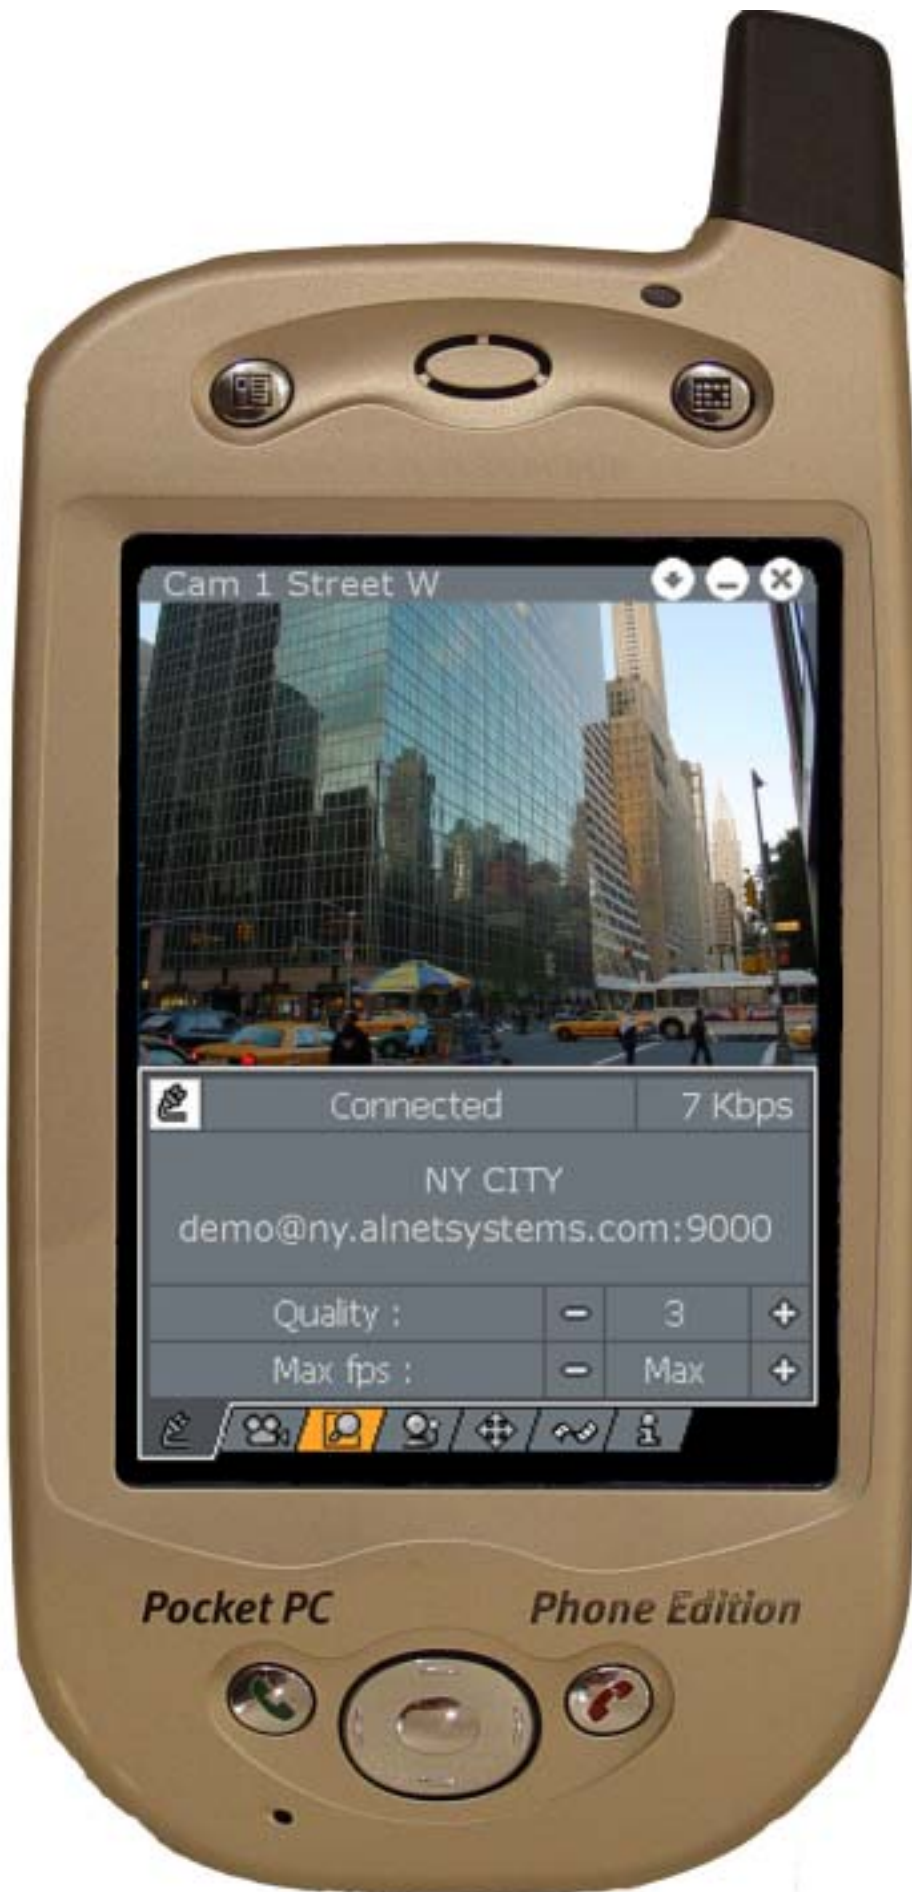 Cam 1 Street W
Connected 7 Kbps
NY CITY
demo@ny.alnetsystems.com:9000
Quality : 3
Max fps : Max
Pocket PC Phone Edition